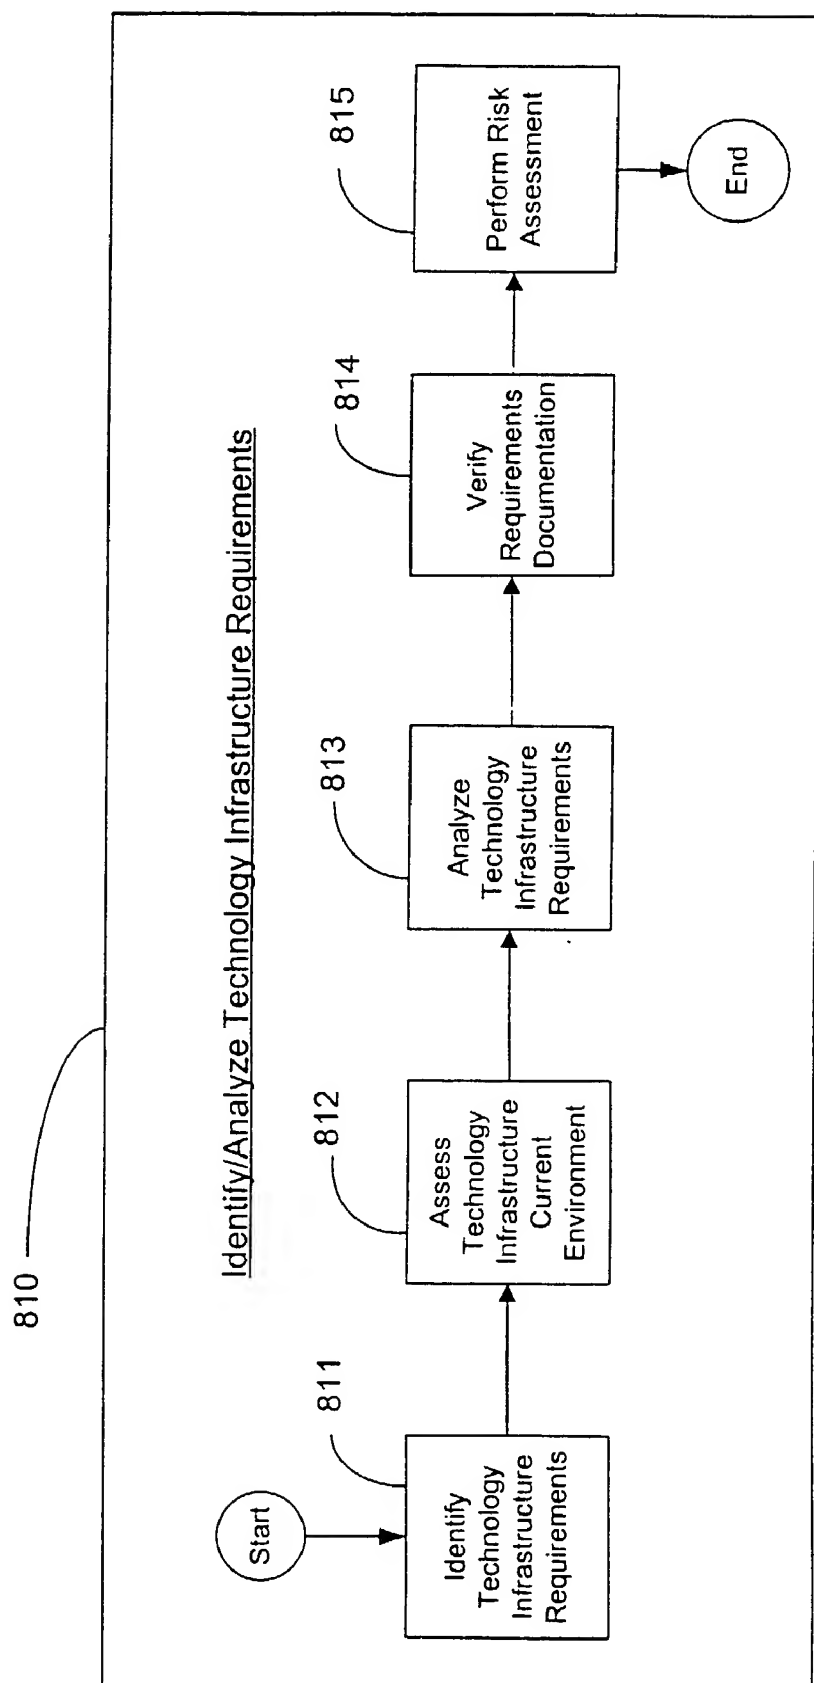 810
Identify/Analyze Technology Infrastructure Requirements
Start
811
Identify
Technology
Infrastructure
Requirements
812
Assess
Technology
Infrastructure
Current
Environment
813
Analyze
Technology
Infrastructure
Requirements
814
Verify
Requirements
Documentation
815
Perform Risk
Assessment
End